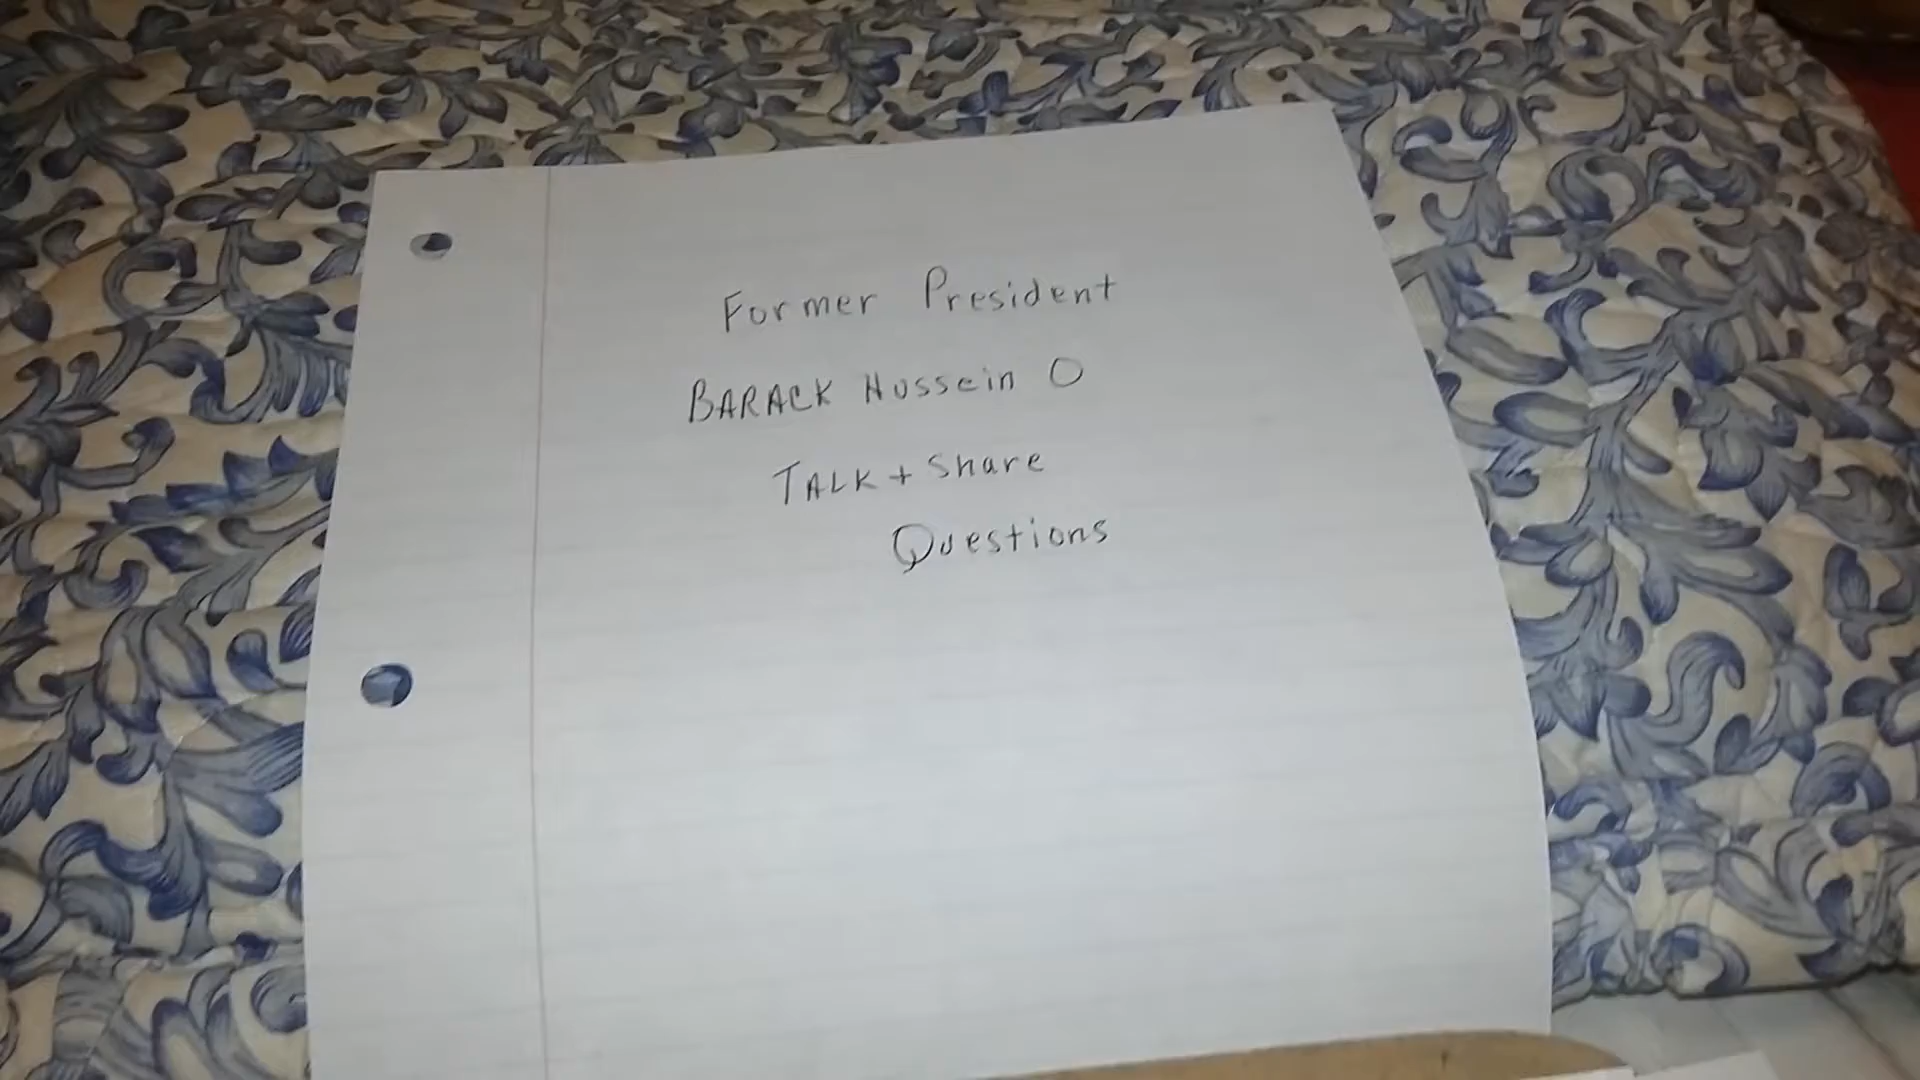 Former President
BARACK Hussein O
TALK + Share
Questions